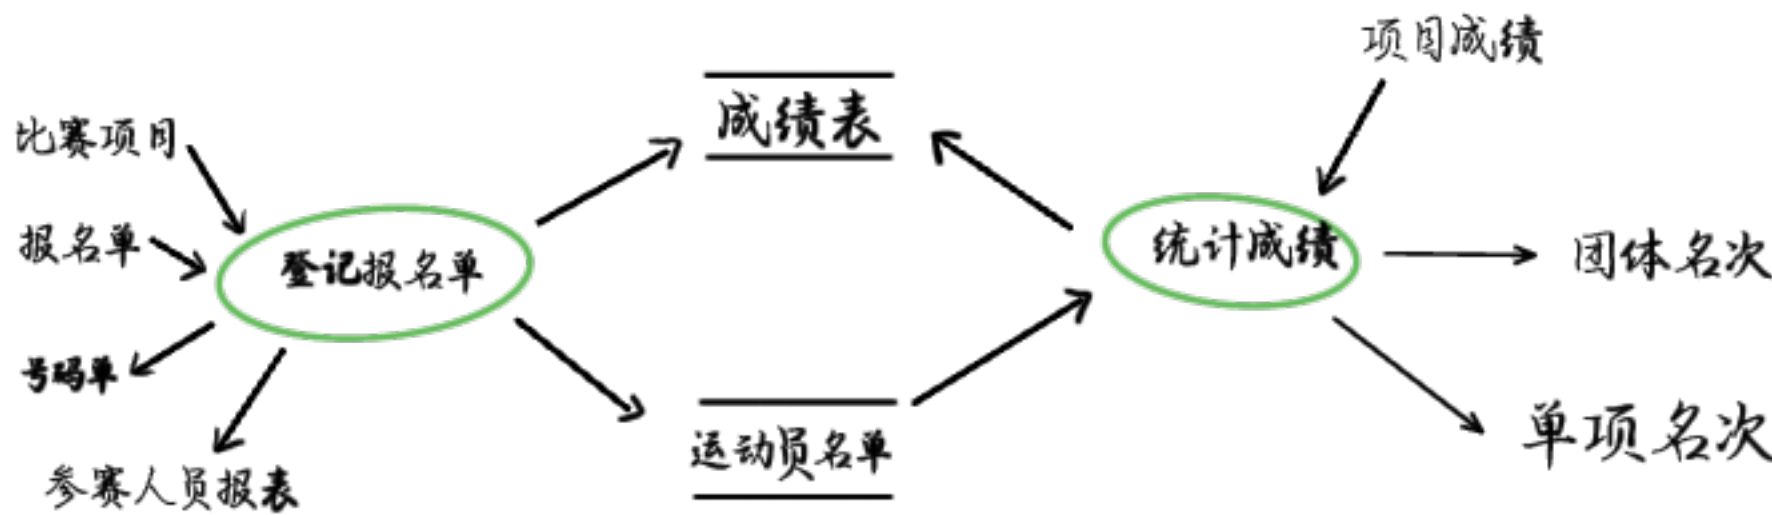 项目成绩
成绩表
比赛项目
报名单
登记报名单
统计成绩
团体名次
号码单
运动员名单
单项名次
参赛人员报表